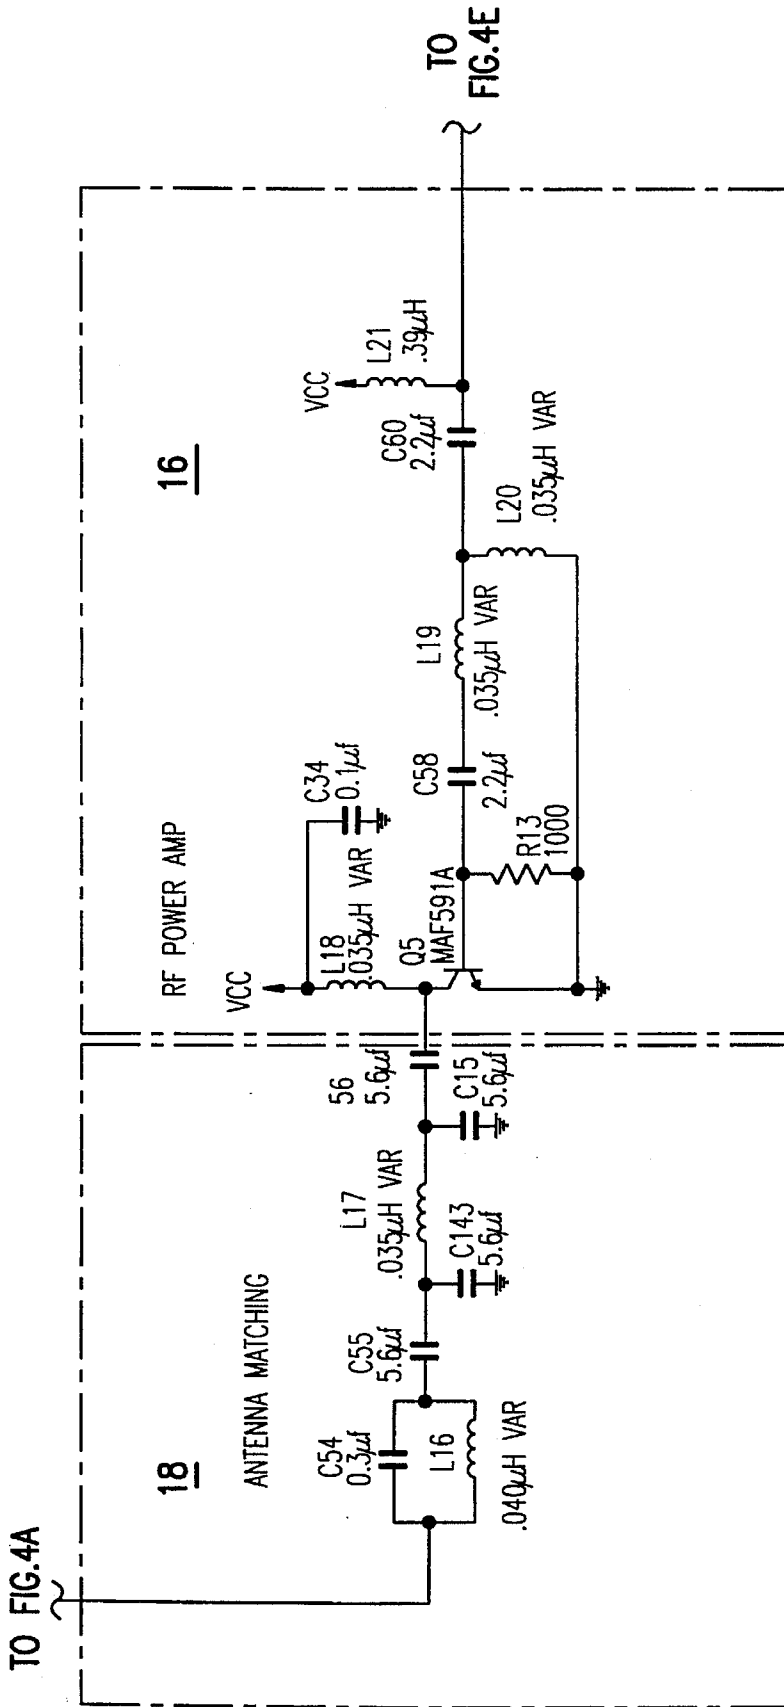 TO FIG.4A
18
ANTENNA MATCHING
C54
0.3µf
L16
.040µH VAR
C55
5.6µf
L17
.035µH VAR
C143
5.6µf
56
5.6µf
C15
5.6µf
16
RF POWER AMP
VCC
L18
.035µH VAR
C34
0.1µf
Q5
MAF591A
R13
1000
C58
2.2µf
L19
.035µH VAR
L20
.035µH VAR
C60
2.2µf
VCC
L21
.39µH
TO
FIG.4E